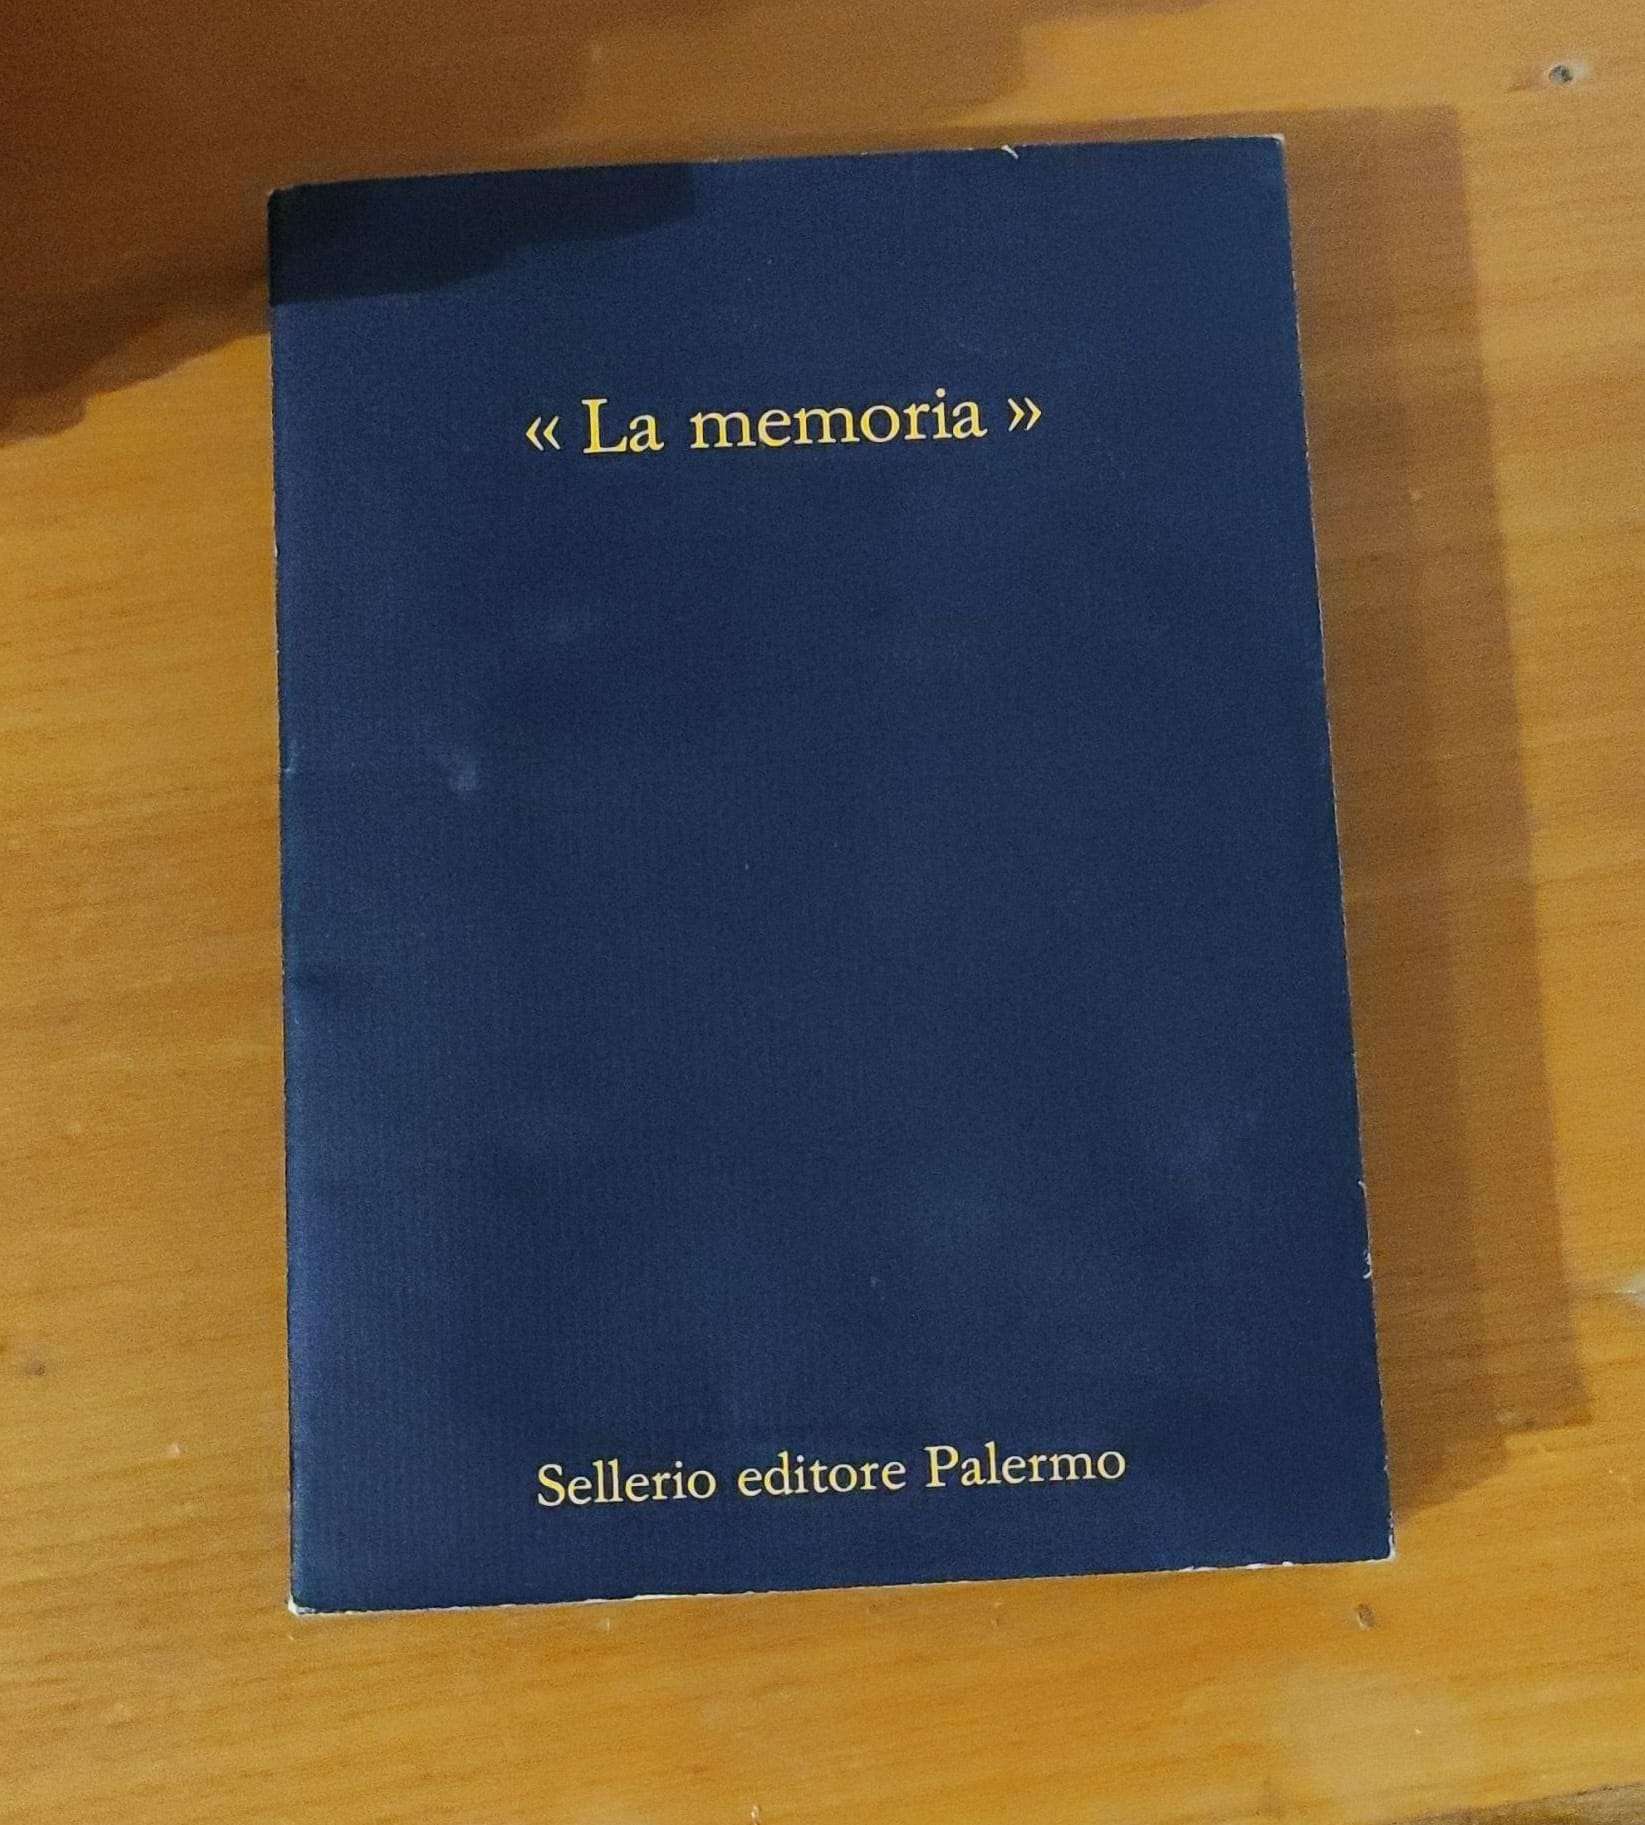 « La memoria »
Sellerio editore Palermo